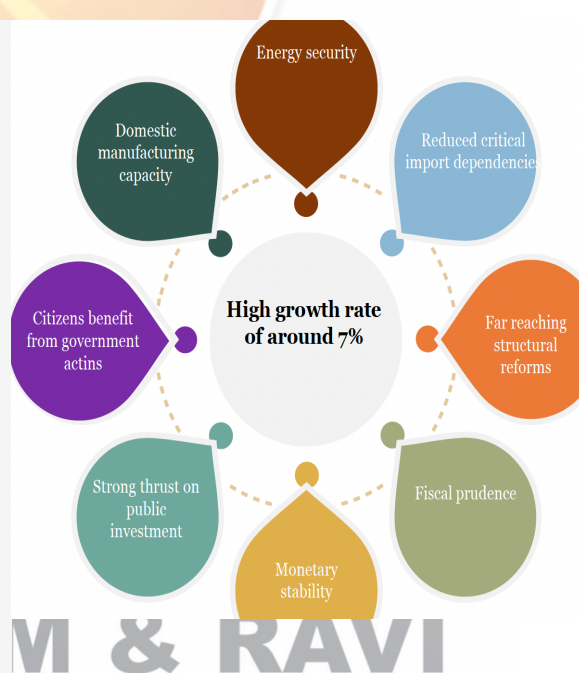 Energy security
Reduced critical
import dependencies
Far reaching
structural
reforms
Fiscal prudence
Monetary
stability
Strong thrust on
public
investment
Citizens benefit
from government
actins
Domestic
manufacturing
capacity
High growth rate
of around 7%
M & RAVI